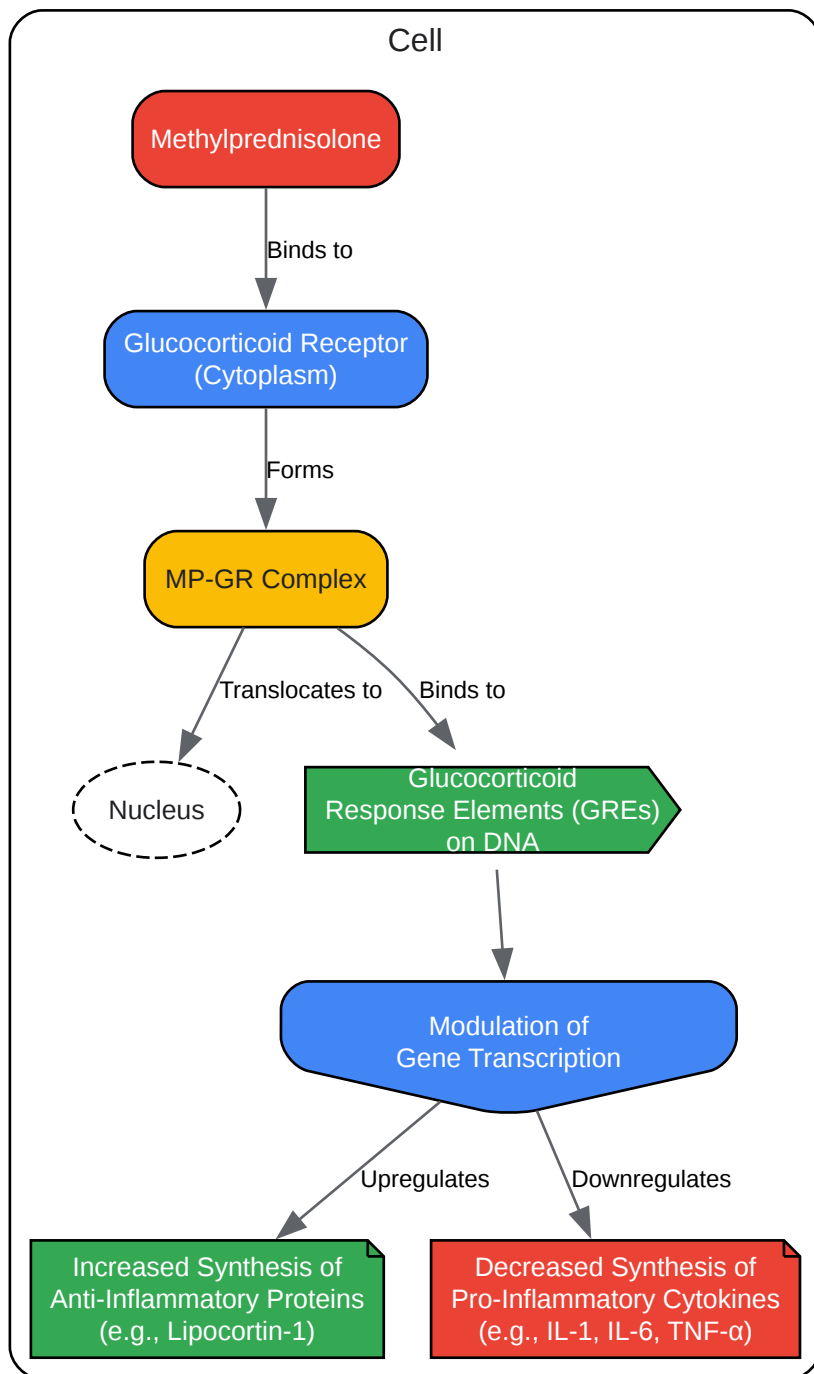 Cell
Methylprednisolone
Binds to
Glucocorticoid Receptor
(Cytoplasm)
Forms
MP-GR Complex
Translocates to
Binds to
Nucleus
Glucocorticoid
Response Elements (GREs)
on DNA
Modulation of
Gene Transcription
Upregulates
Downregulates
Increased Synthesis of
Anti-Inflammatory Proteins
(e.g., Lipocortin-1)
Decreased Synthesis of
Pro-Inflammatory Cytokines
(e.g., IL-1, IL-6, TNF-α)